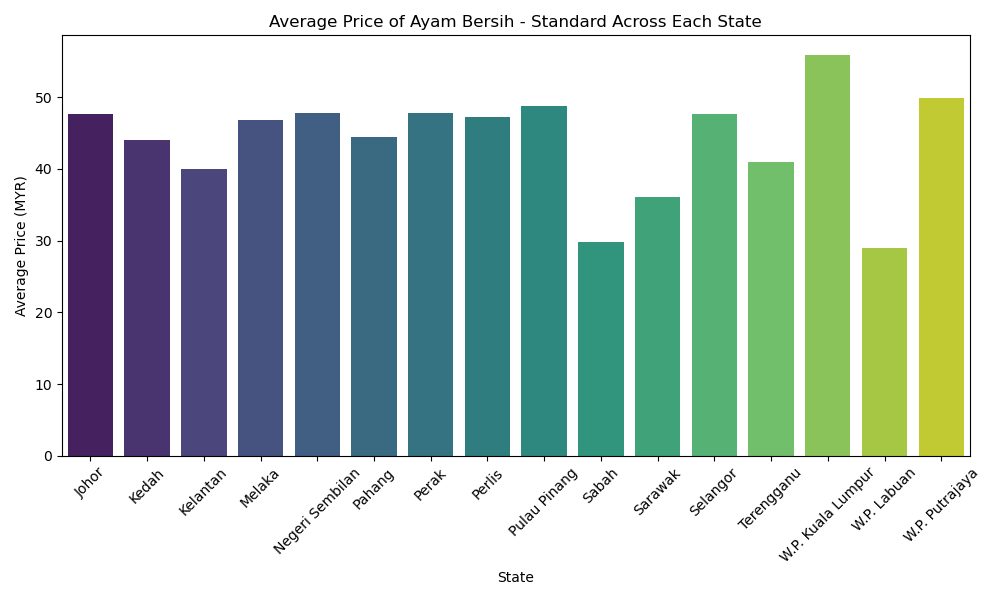 Average Price of Ayam Bersih - Standard Across Each State
Average Price (MYR)
50
40
30
20
10
0
Johor
Kedah
Kelantan
Melaka
Negeri Sembilan
Pahang
Perak
Perlis
Pulau Pinang
Sabah
Sarawak
Selangor
Terengganu
W.P. Kuala Lumpur
W.P. Labuan
W.P. Putrajaya
State